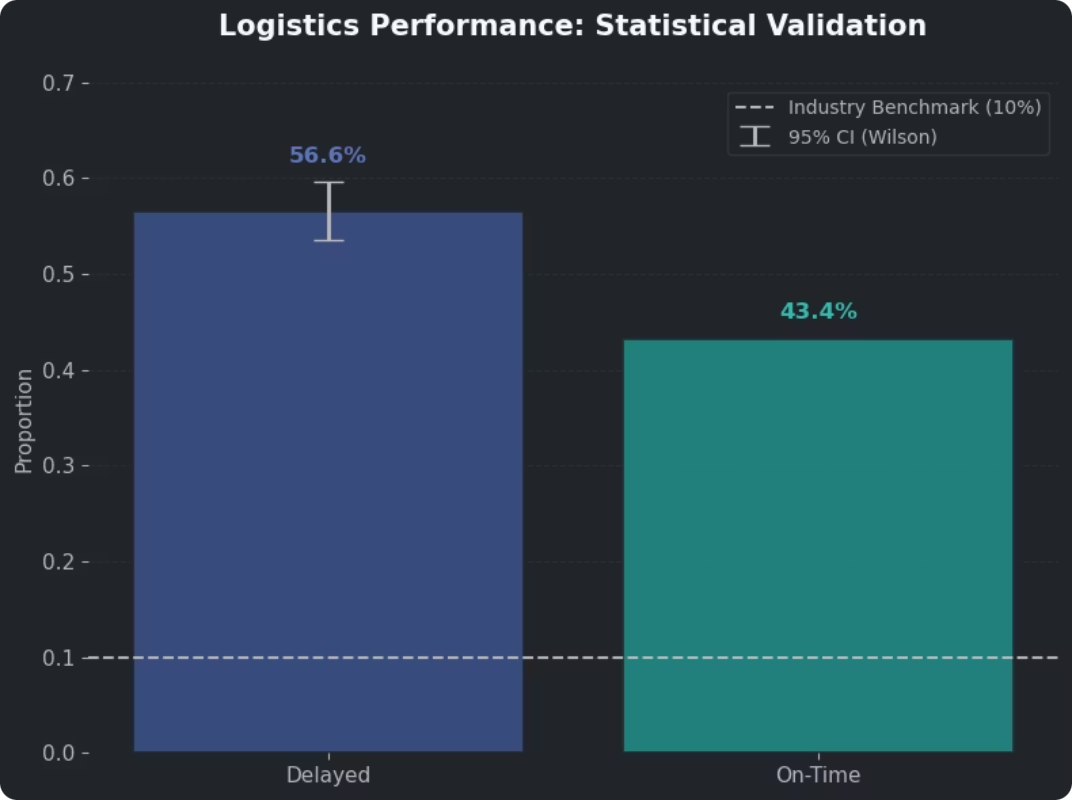 Logistics Performance: Statistical Validation
0.7
Industry Benchmark (10%)
95% CI (Wilson)
56.6%
0.6
0.5
43.4%
0.4
Proportion
0.3
0.2
0.1
0.0
Delayed
On-Time